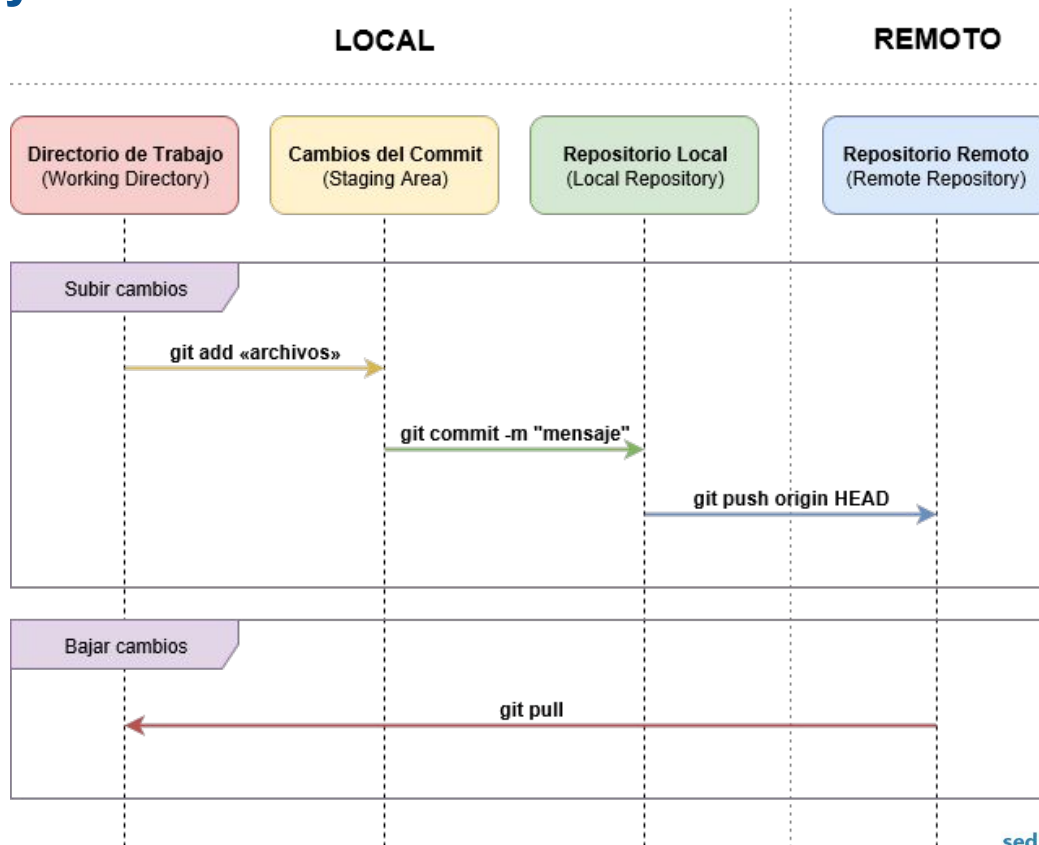 LOCAL
REMOTO
Directorio de Trabajo
(Working Directory)
Cambios del Commit
(Staging Area)
Repositorio Local
(Local Repository)
Repositorio Remoto
(Remote Repository)
Subir cambios
git add «archivos»
git commit -m "mensaje"
git push origin HEAD
Bajar cambios
git pull
sed